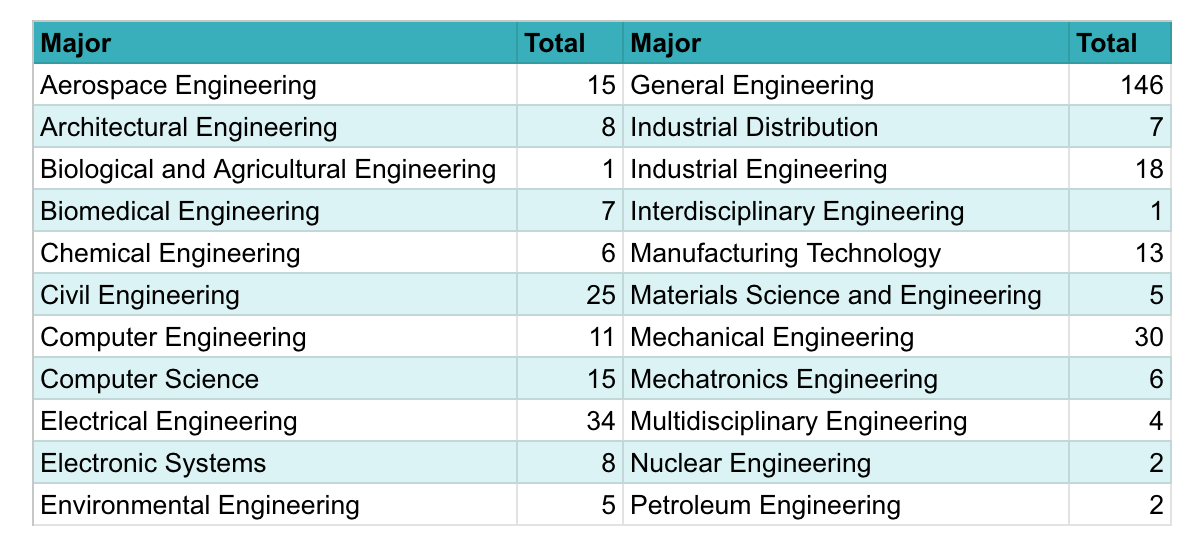 Major Total Major Total
Aerospace Engineering 15 General Engineering 146
Architectural Engineering 8 Industrial Distribution 7
Biological and Agricultural Engineering 1 Industrial Engineering 18
Biomedical Engineering 7 Interdisciplinary Engineering 1
Chemical Engineering 6 Manufacturing Technology 13
Civil Engineering 25 Materials Science and Engineering 5
Computer Engineering 11 Mechanical Engineering 30
Computer Science 15 Mechatronics Engineering 6
Electrical Engineering 34 Multidisciplinary Engineering 4
Electronic Systems 8 Nuclear Engineering 2
Environmental Engineering 5 Petroleum Engineering 2